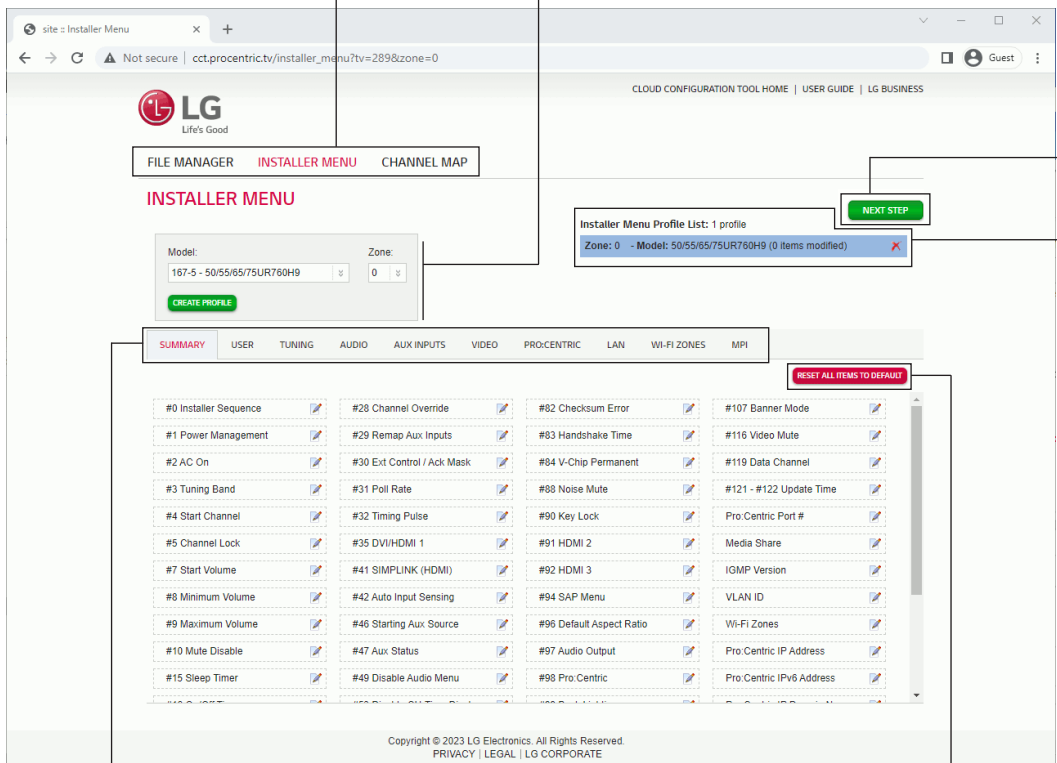 site :: Installer Menu
Not secure | cct.procentric.tv/installer_menu?tv=289&zone=0
Guest
CLOUD CONFIGURATION TOOL HOME | USER GUIDE | LG BUSINESS
LG
Life's Good
FILE MANAGER INSTALLER MENU CHANNEL MAP
INSTALLER MENU
NEXT STEP
Installer Menu Profile List: 1 profile
Zone: 0 - Model: 50/55/65/75UR760H9 (0 items modified)
Model: Zone:
167-5 - 50/55/65/75UR760H9 0
CREATE PROFILE
SUMMARY USER TUNING AUDIO AUX INPUTS VIDEO PRO:CENTRIC LAN WI-FI ZONES MPI
RESET ALL ITEMS TO DEFAULT
#0 Installer Sequence #28 Channel Override #82 Checksum Error #107 Banner Mode
#1 Power Management #29 Remap Aux Inputs #83 Handshake Time #116 Video Mute
#2 AC On #30 Ext Control / Ack Mask #84 V-Chip Permanent #119 Data Channel
#3 Tuning Band #31 Poll Rate #88 Noise Mute #121 - #122 Update Time
#4 Start Channel #32 Timing Pulse #90 Key Lock Pro:Centric Port #
#5 Channel Lock #35 DVI/HDMI 1 #91 HDMI 2 Media Share
#7 Start Volume #41 SIMPLINK (HDMI) #92 HDMI 3 IGMP Version
#8 Minimum Volume #42 Auto Input Sensing #94 SAP Menu VLAN ID
#9 Maximum Volume #46 Starting Aux Source #96 Default Aspect Ratio Wi-Fi Zones
#10 Mute Disable #47 Aux Status #97 Audio Output Pro:Centric IP Address
#15 Sleep Timer #49 Disable Audio Menu #98 Pro:Centric Pro:Centric IPv6 Address
Copyright © 2023 LG Electronics. All Rights Reserved.
PRIVACY | LEGAL | LG CORPORATE